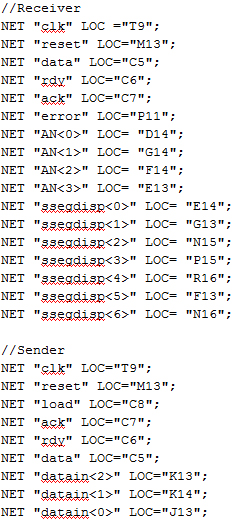 //Receiver
NET "clk" LOC ="T9";
NET "reset" LOC="M13";
NET "data" LOC="C5";
NET "rdy" LOC="C6";
NET "ack" LOC="C7";
NET "error" LOC="P11";
NET "AN<0>" LOC= "D14";
NET "AN<1>" LOC= "G14";
NET "AN<2>" LOC= "F14";
NET "AN<3>" LOC= "E13";
NET "ssegdisp<0>" LOC= "E14";
NET "ssegdisp<1>" LOC= "G13";
NET "ssegdisp<2>" LOC= "N15";
NET "ssegdisp<3>" LOC= "P15";
NET "ssegdisp<4>" LOC= "R16";
NET "ssegdisp<5>" LOC= "F13";
NET "ssegdisp<6>" LOC= "N16";
//Sender
NET "clk" LOC="T9";
NET "reset" LOC="M13";
NET "load" LOC="C8";
NET "ack" LOC="C7";
NET "rdy" LOC="C6";
NET "data" LOC="C5";
NET "datain<2>" LOC="K13";
NET "datain<1>" LOC="K14";
NET "datain<0>" LOC="J13";